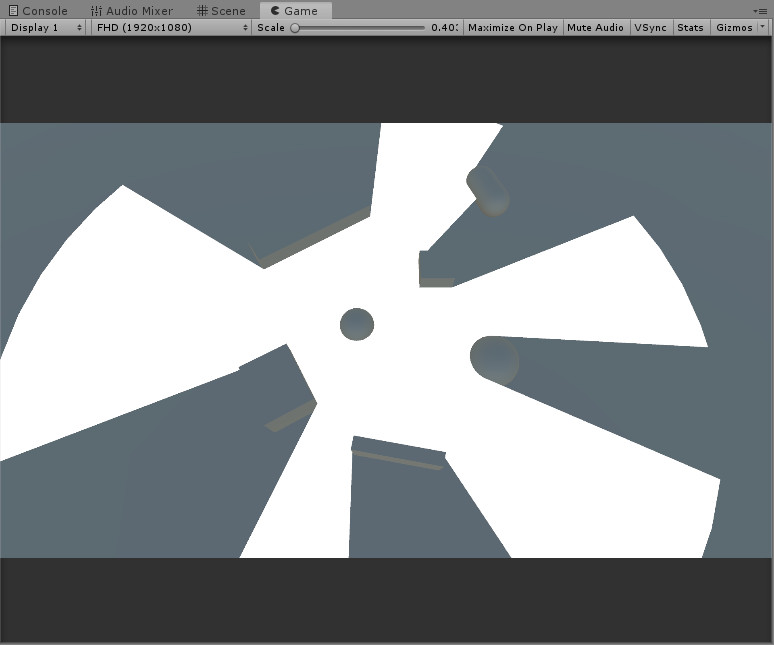 Console Audio Mixer Scene Game
Display 1 FHD (1920x1080) Scale 0.40 Maximize On Play Mute Audio VSync Stats Gizmos